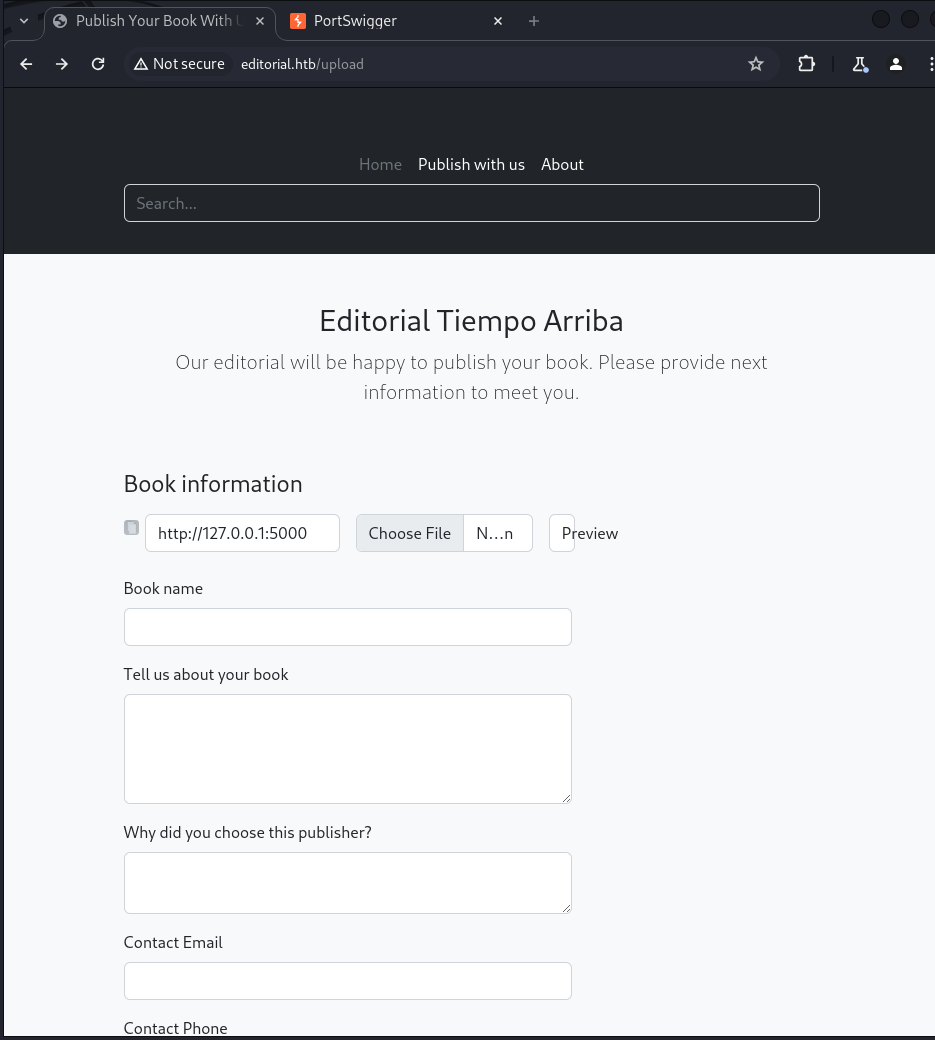 Publish Your Book With U
PortSwigger
Not secure editorial.htb/upload
Home Publish with us About
Search...
Editorial Tiempo Arriba
Our editorial will be happy to publish your book. Please provide next
information to meet you.
Book information
http://127.0.0.1:5000 Choose File N...n Preview
Book name
Tell us about your book
Why did you choose this publisher?
Contact Email
Contact Phone